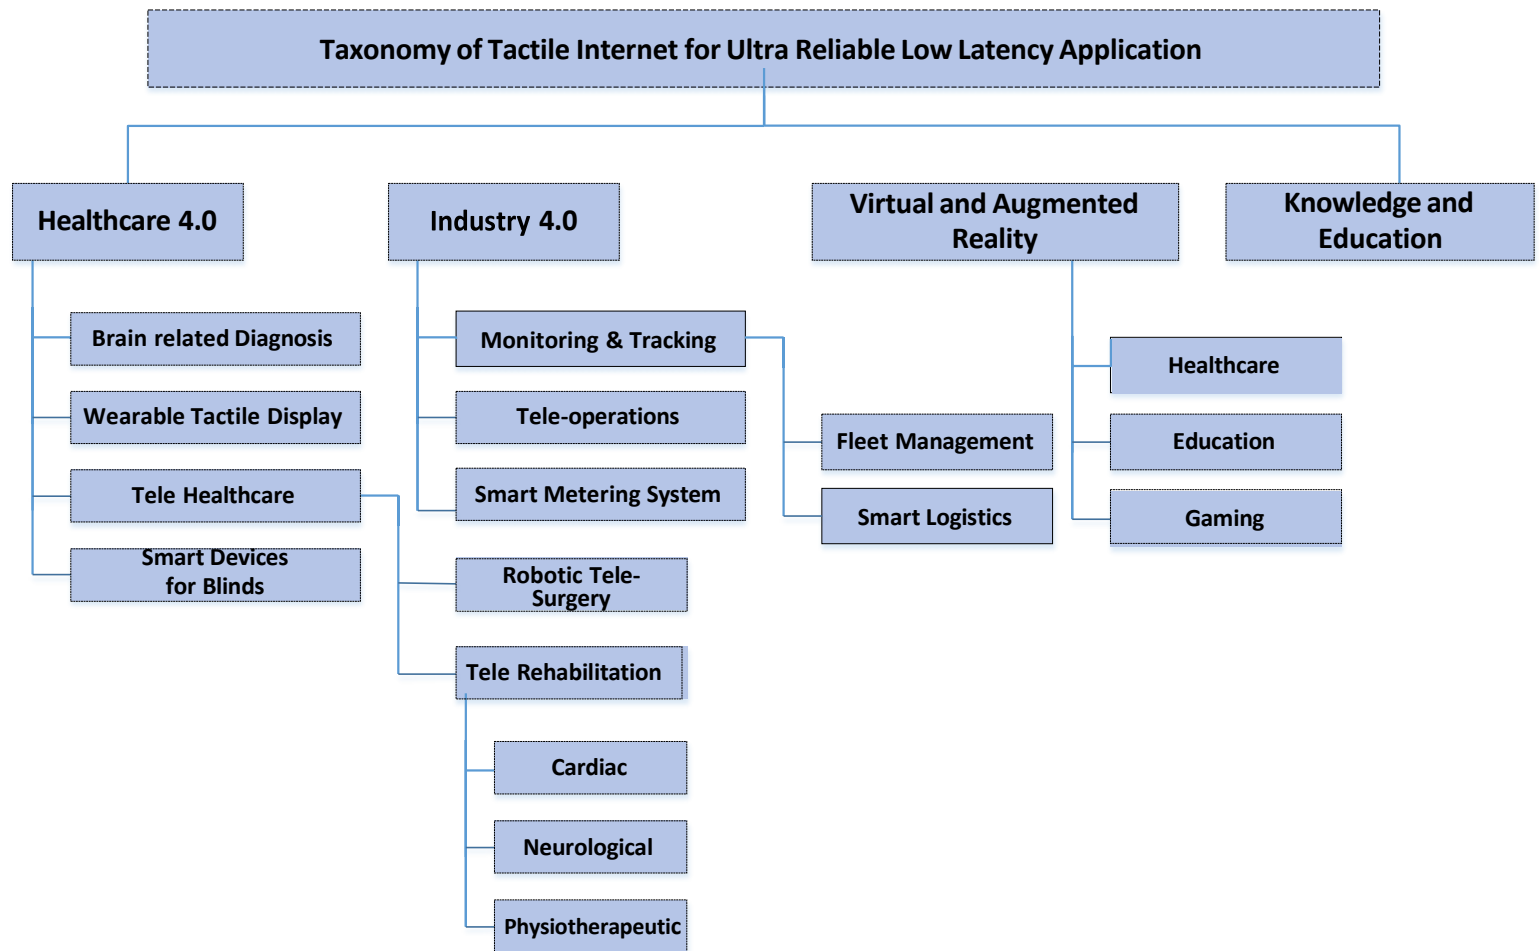 Taxonomy of Tactile Internet for Ultra Reliable Low Latency Application
Healthcare 4.0
Industry 4.0
Virtual and Augmented
Reality
Knowledge and
Education
Brain related Diagnosis
Wearable Tactile Display
Tele Healthcare
Smart Devices
for Blinds
Monitoring & Tracking
Tele-operations
Smart Metering System
Robotic Tele-
Surgery
Tele Rehabilitation
Cardiac
Neurological
Physiotherapeutic
Fleet Management
Smart Logistics
Healthcare
Education
Gaming